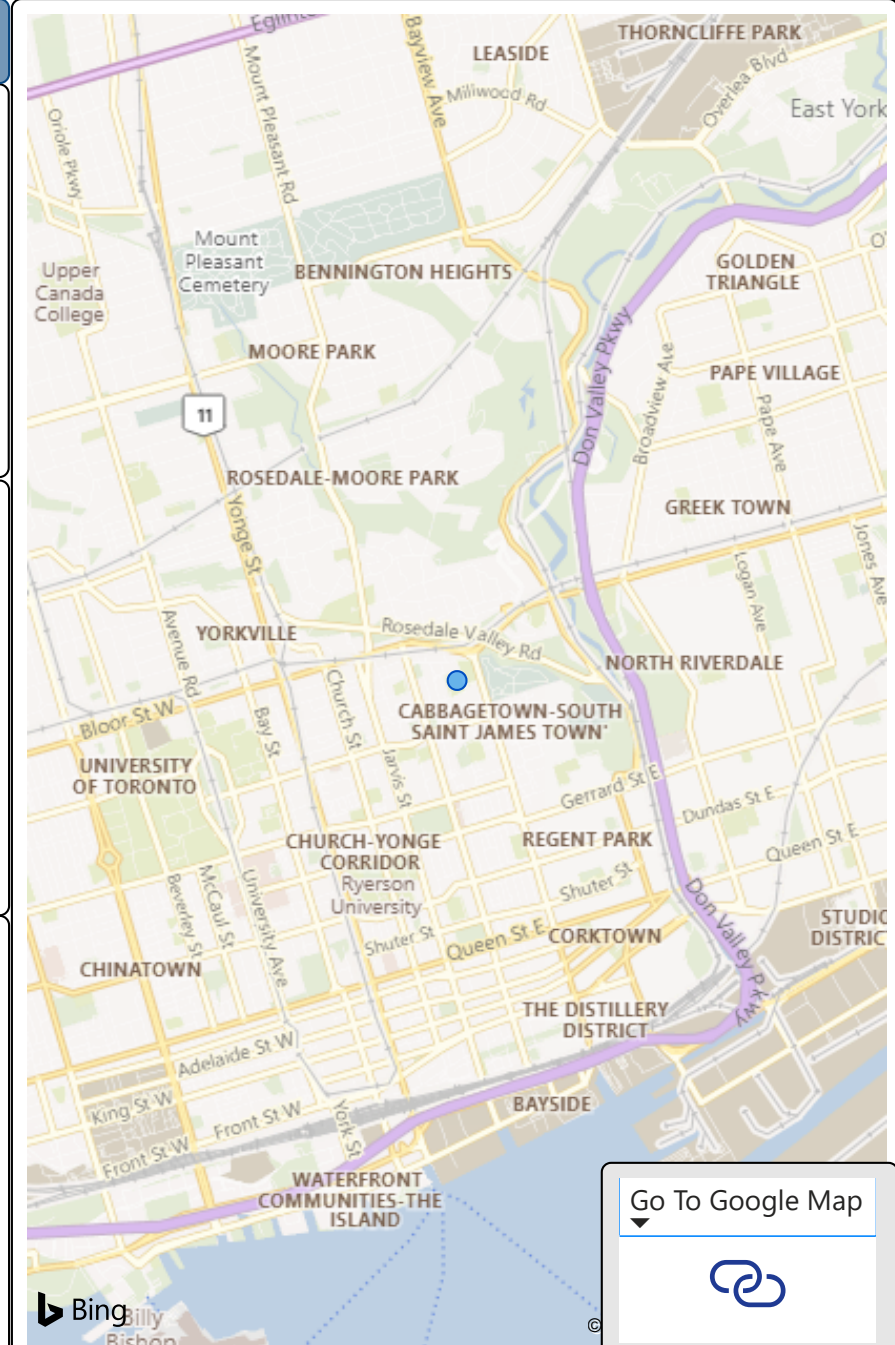 Eglint
THORNCLIFFE PARK
LEASIDE
Bayview Ave
Mount Pleasant Rd
Millwood Rd
Overlea Blvd
East York
Oriole Pkwy
Mount
Pleasant
Cemetery
Upper
Canada
College
BENNINGTON HEIGHTS
GOLDEN
TRIANGLE
MOORE PARK
Don Valley Pkwy
Broadview Ave
PAPE VILLAGE
Pape Ave
11
ROSEDALE-MOORE PARK
GREEK TOWN
Yonge St
Jones Ave
Logan Ave
Avenue Rd
YORKVILLE
Rosedale Valley Rd
NORTH RIVERDALE
Church St
Bloor St W
Bay St
CABBAGETOWN-SOUTH
SAINT JAMES TOWN
UNIVERSITY
OF TORONTO
Jarvis St
Gerrard St E
Dundas St E
CHURCH-YONGE
CORRIDOR
REGENT PARK
Queen St E
Ryerson
University
Beverley St
McCaul St
University Ave
Shuter St
Don Valley Pkwy
STUDIO
DISTRIC
Shuter St
Queen St E
CORKTOWN
CHINATOWN
THE DISTILLERY
DISTRICT
Adelaide St W
King St W
Front St W
York St
BAYSIDE
Front St W
WATERFRONT
COMMUNITIES-THE
ISLAND
Go To Google Map
Bing
Billy
Bishop
©